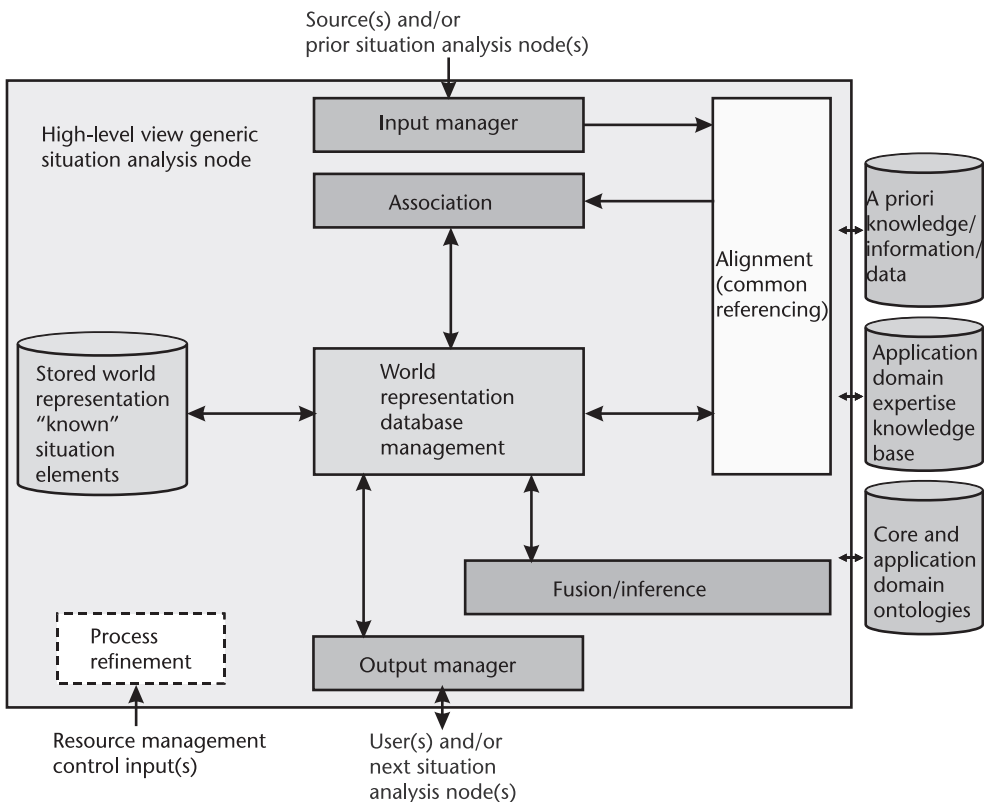 Source(s) and/or
prior situation analysis node(s)
High-level view generic
situation analysis node
Input manager
Association
Alignment
(common
referencing)
A priori
knowledge/
information/
data
Stored world
representation
“known”
situation
elements
World
representation
database
management
Application
domain
expertise
knowledge
base
Core and
application
domain
ontologies
Fusion/inference
Process
refinement
Output manager
Resource management
control input(s)
User(s) and/or
next situation
analysis node(s)